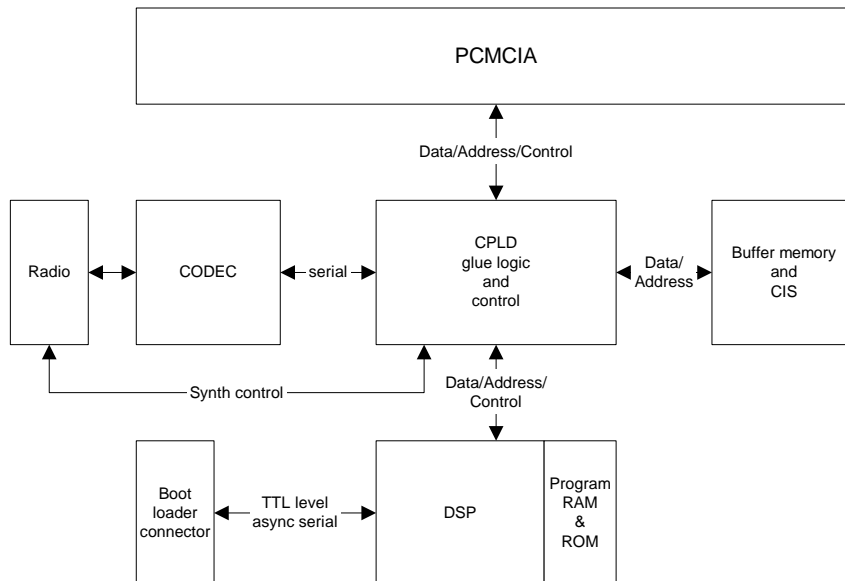 PCMCIA
Data/Address/Control
Radio
CODEC
serial
CPLD
glue logic
and
control
Data/
Address
Buffer memory
and
CIS
Synth control
Data/Address/
Control
Boot
loader
connector
TTL level
async serial
DSP
Program
RAM
&
ROM